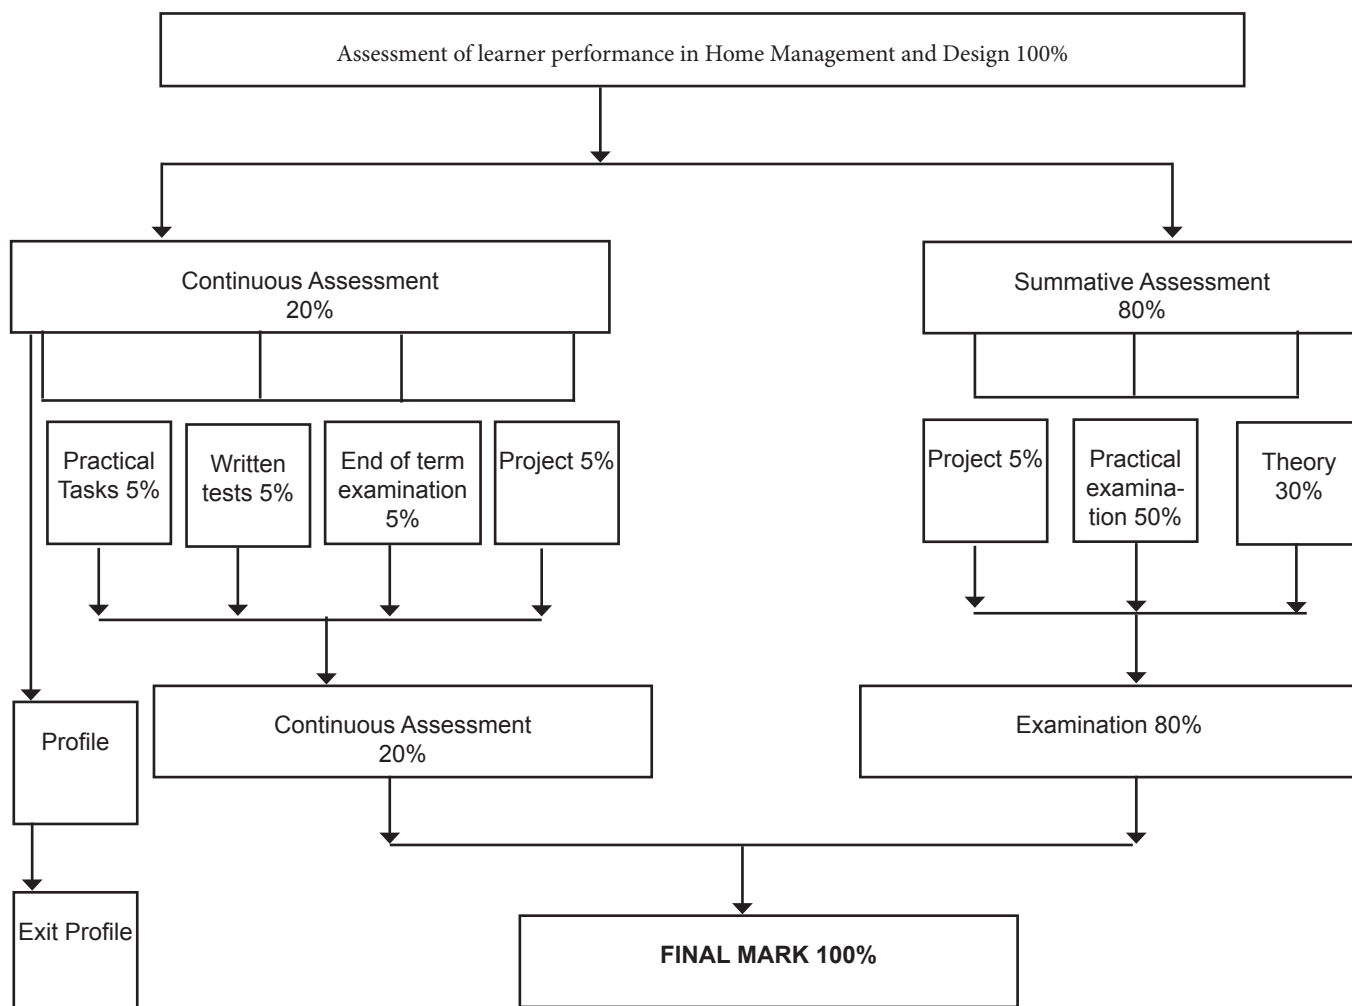 Assessment of learner performance in Home Management and Design 100%
Continuous Assessment
20%
Summative Assessment
80%
Practical
Tasks 5%
Written
tests 5%
End of term
examination
5%
Project 5%
Project 5%
Practical
examina-
tion 50%
Theory
30%
Profile
Continuous Assessment
20%
Examination 80%
Exit Profile
FINAL MARK 100%